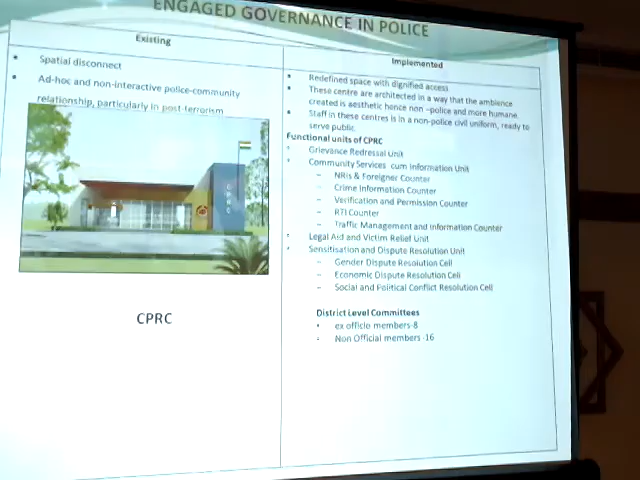 ENGAGED GOVERNANCE IN POLICE
Existing
Spatial disconnect
Ad-hoc and non-interactive police-community
relationship, particularly in post-terrorism
CPRC
CPRC
Implemented
Redefined space with dignified access
These centre are architected in a way that the ambience
created is aesthetic hence non -police and more humane
Staff in these centres is in a non-police civil uniform, ready to
serve public.
Functional units of CPRC
Grievance Redressal Unit
Community Services cum Information Unit
– NRIs & Foreigner Counter
– Crime Information Counter
– Verification and Permission Counter
– RTI Counter
– Traffic Management and Information Counter
Legal Aid and Victim Relief Unit
Sensitisation and Dispute Resolution Unit
– Gender Dispute Resolution Cell
– Economic Dispute Resolution Cell
– Social and Political Conflict Resolution Cell
District Level Committees
ex officio members-8
Non Official members -16